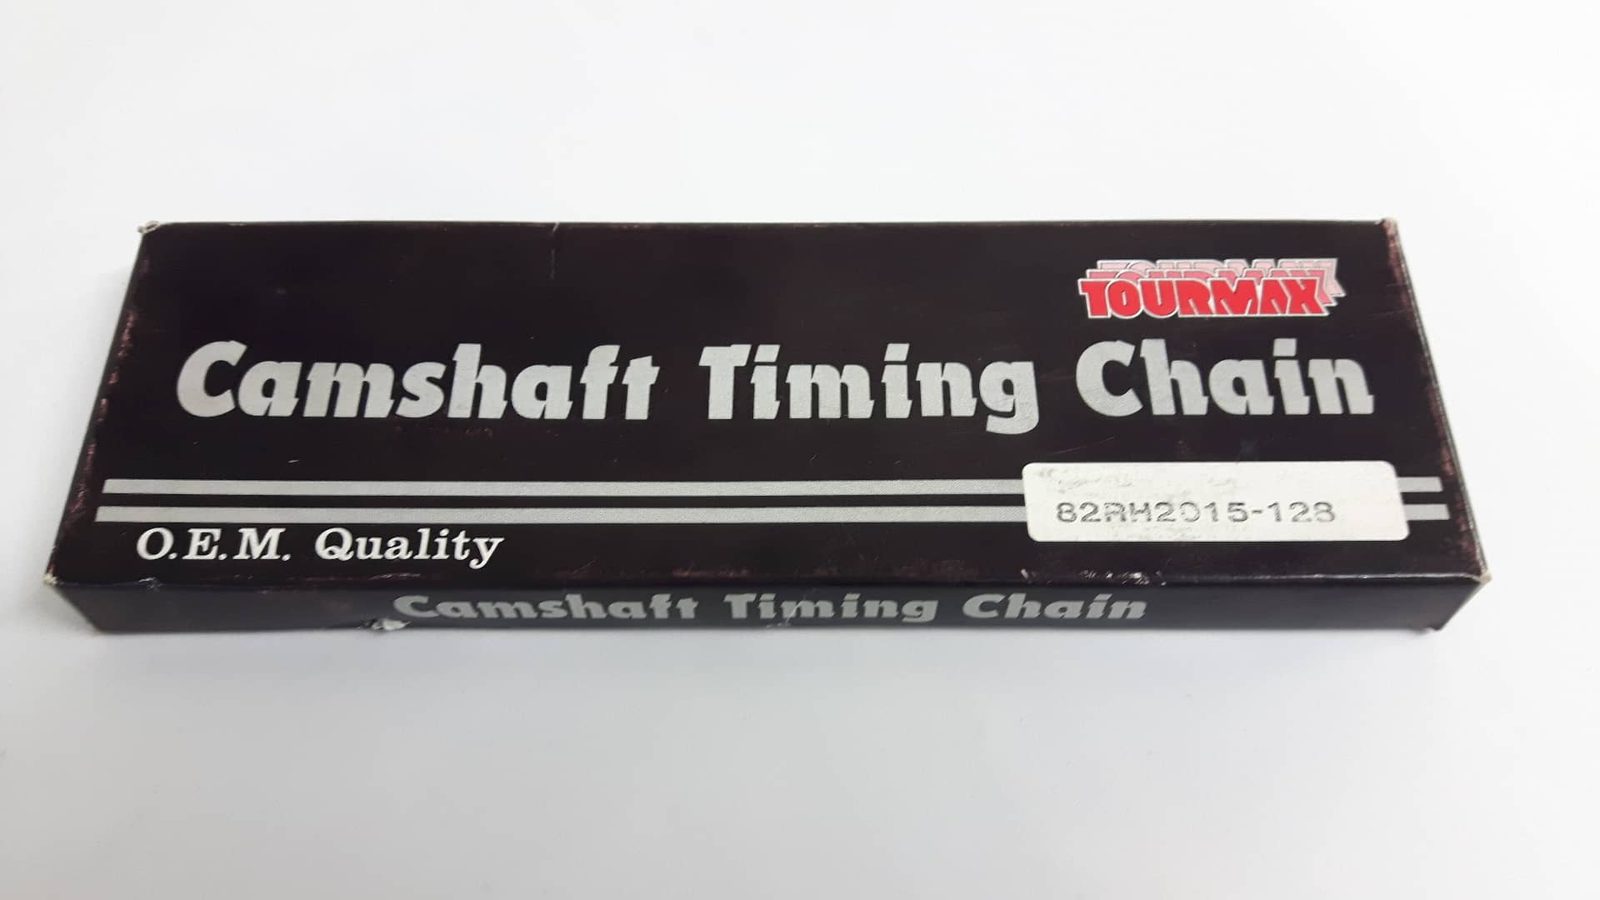 TOURMAX
Camshaft Timing Chain
82RH2015-128
O.E.M. Quality
Camshaft Timing Chain